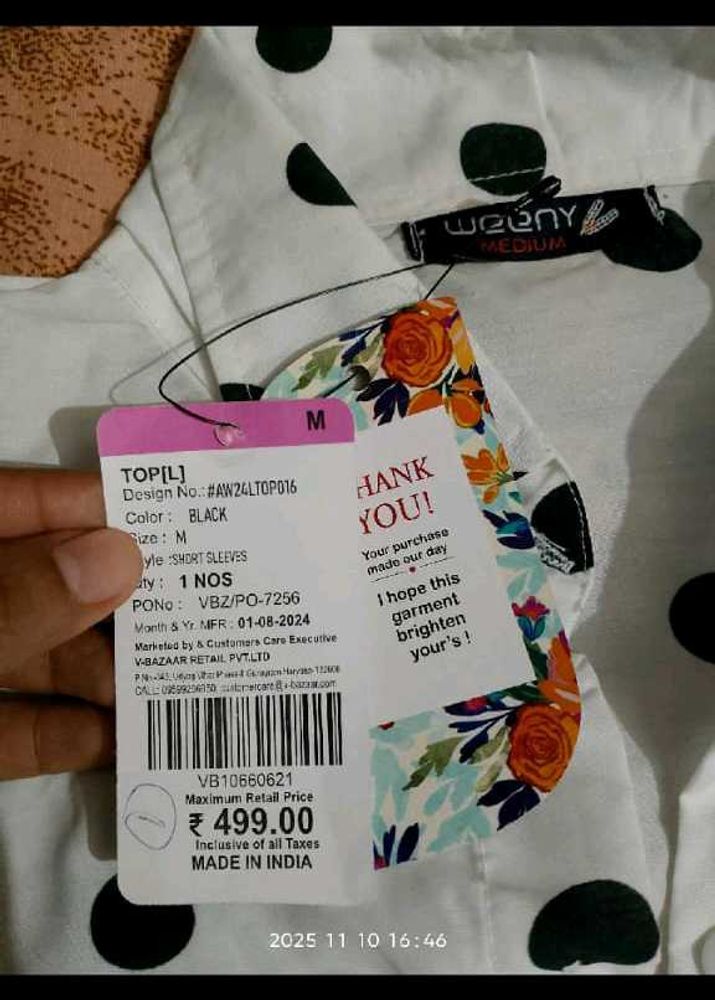 weeny
MEDIUM
M
TOP[L]
Design No.: #AW24LTOP016
Color : BLACK
Size : M
yle : SHORT SLEEVES
ty : 1 NOS
PONo : VBZ/PO-7256
Month & Yr. MFR : 01-08-2024
Marketed by & Customers Care Executive
V-BAZAAR RETAIL PVT.LTD
VB10660621
Maximum Retail Price
₹ 499.00
Inclusive of all Taxes
MADE IN INDIA
HANK
YOU!
Your purchase
made our day
I hope this
garment
brighten
your's !
2025 11 10 16:46